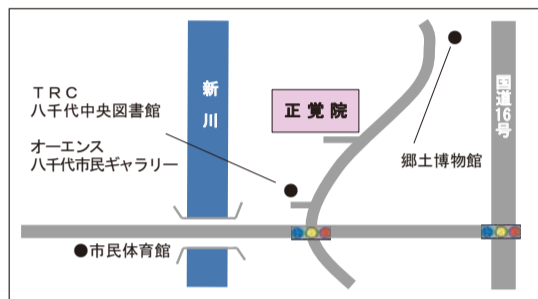 TRC
八千代中央図書館
オーエンス
八千代市民ギャラリー
新川
正覚院
郷土博物館
国道16号
●市民体育館